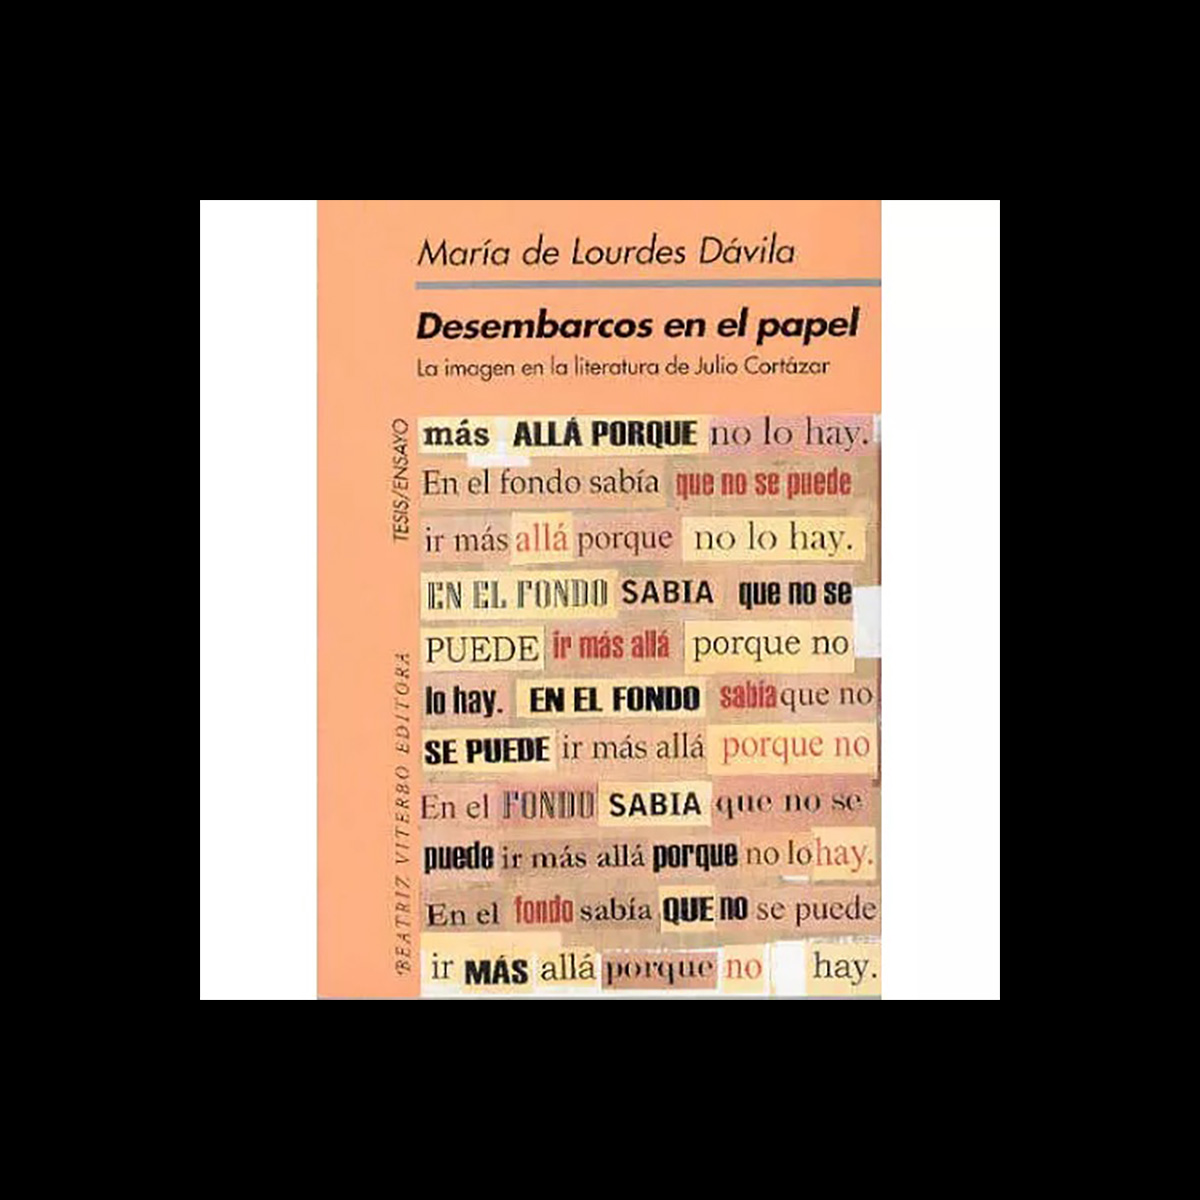 María de Lourdes Dávila
Desembarcos en el papel
La imagen en la literatura de Julio Cortázar
TESIS/ENSAYO
BEATRIZ VITERBO EDITORA
más ALLÁ PORQUE no lo hay.
En el fondo sabía que no se puede
ir más allá porque no lo hay.
EN EL FONDO SABIA que no se
PUEDE ir más allá porque no
lo hay. EN EL FONDO sabía que no
SE PUEDE ir más allá porque no
En el FONDO SABIA que no se
puede ir más allá porque no lo hay.
En el fondo sabía QUE NO se puede
ir MÁS allá porque no hay.